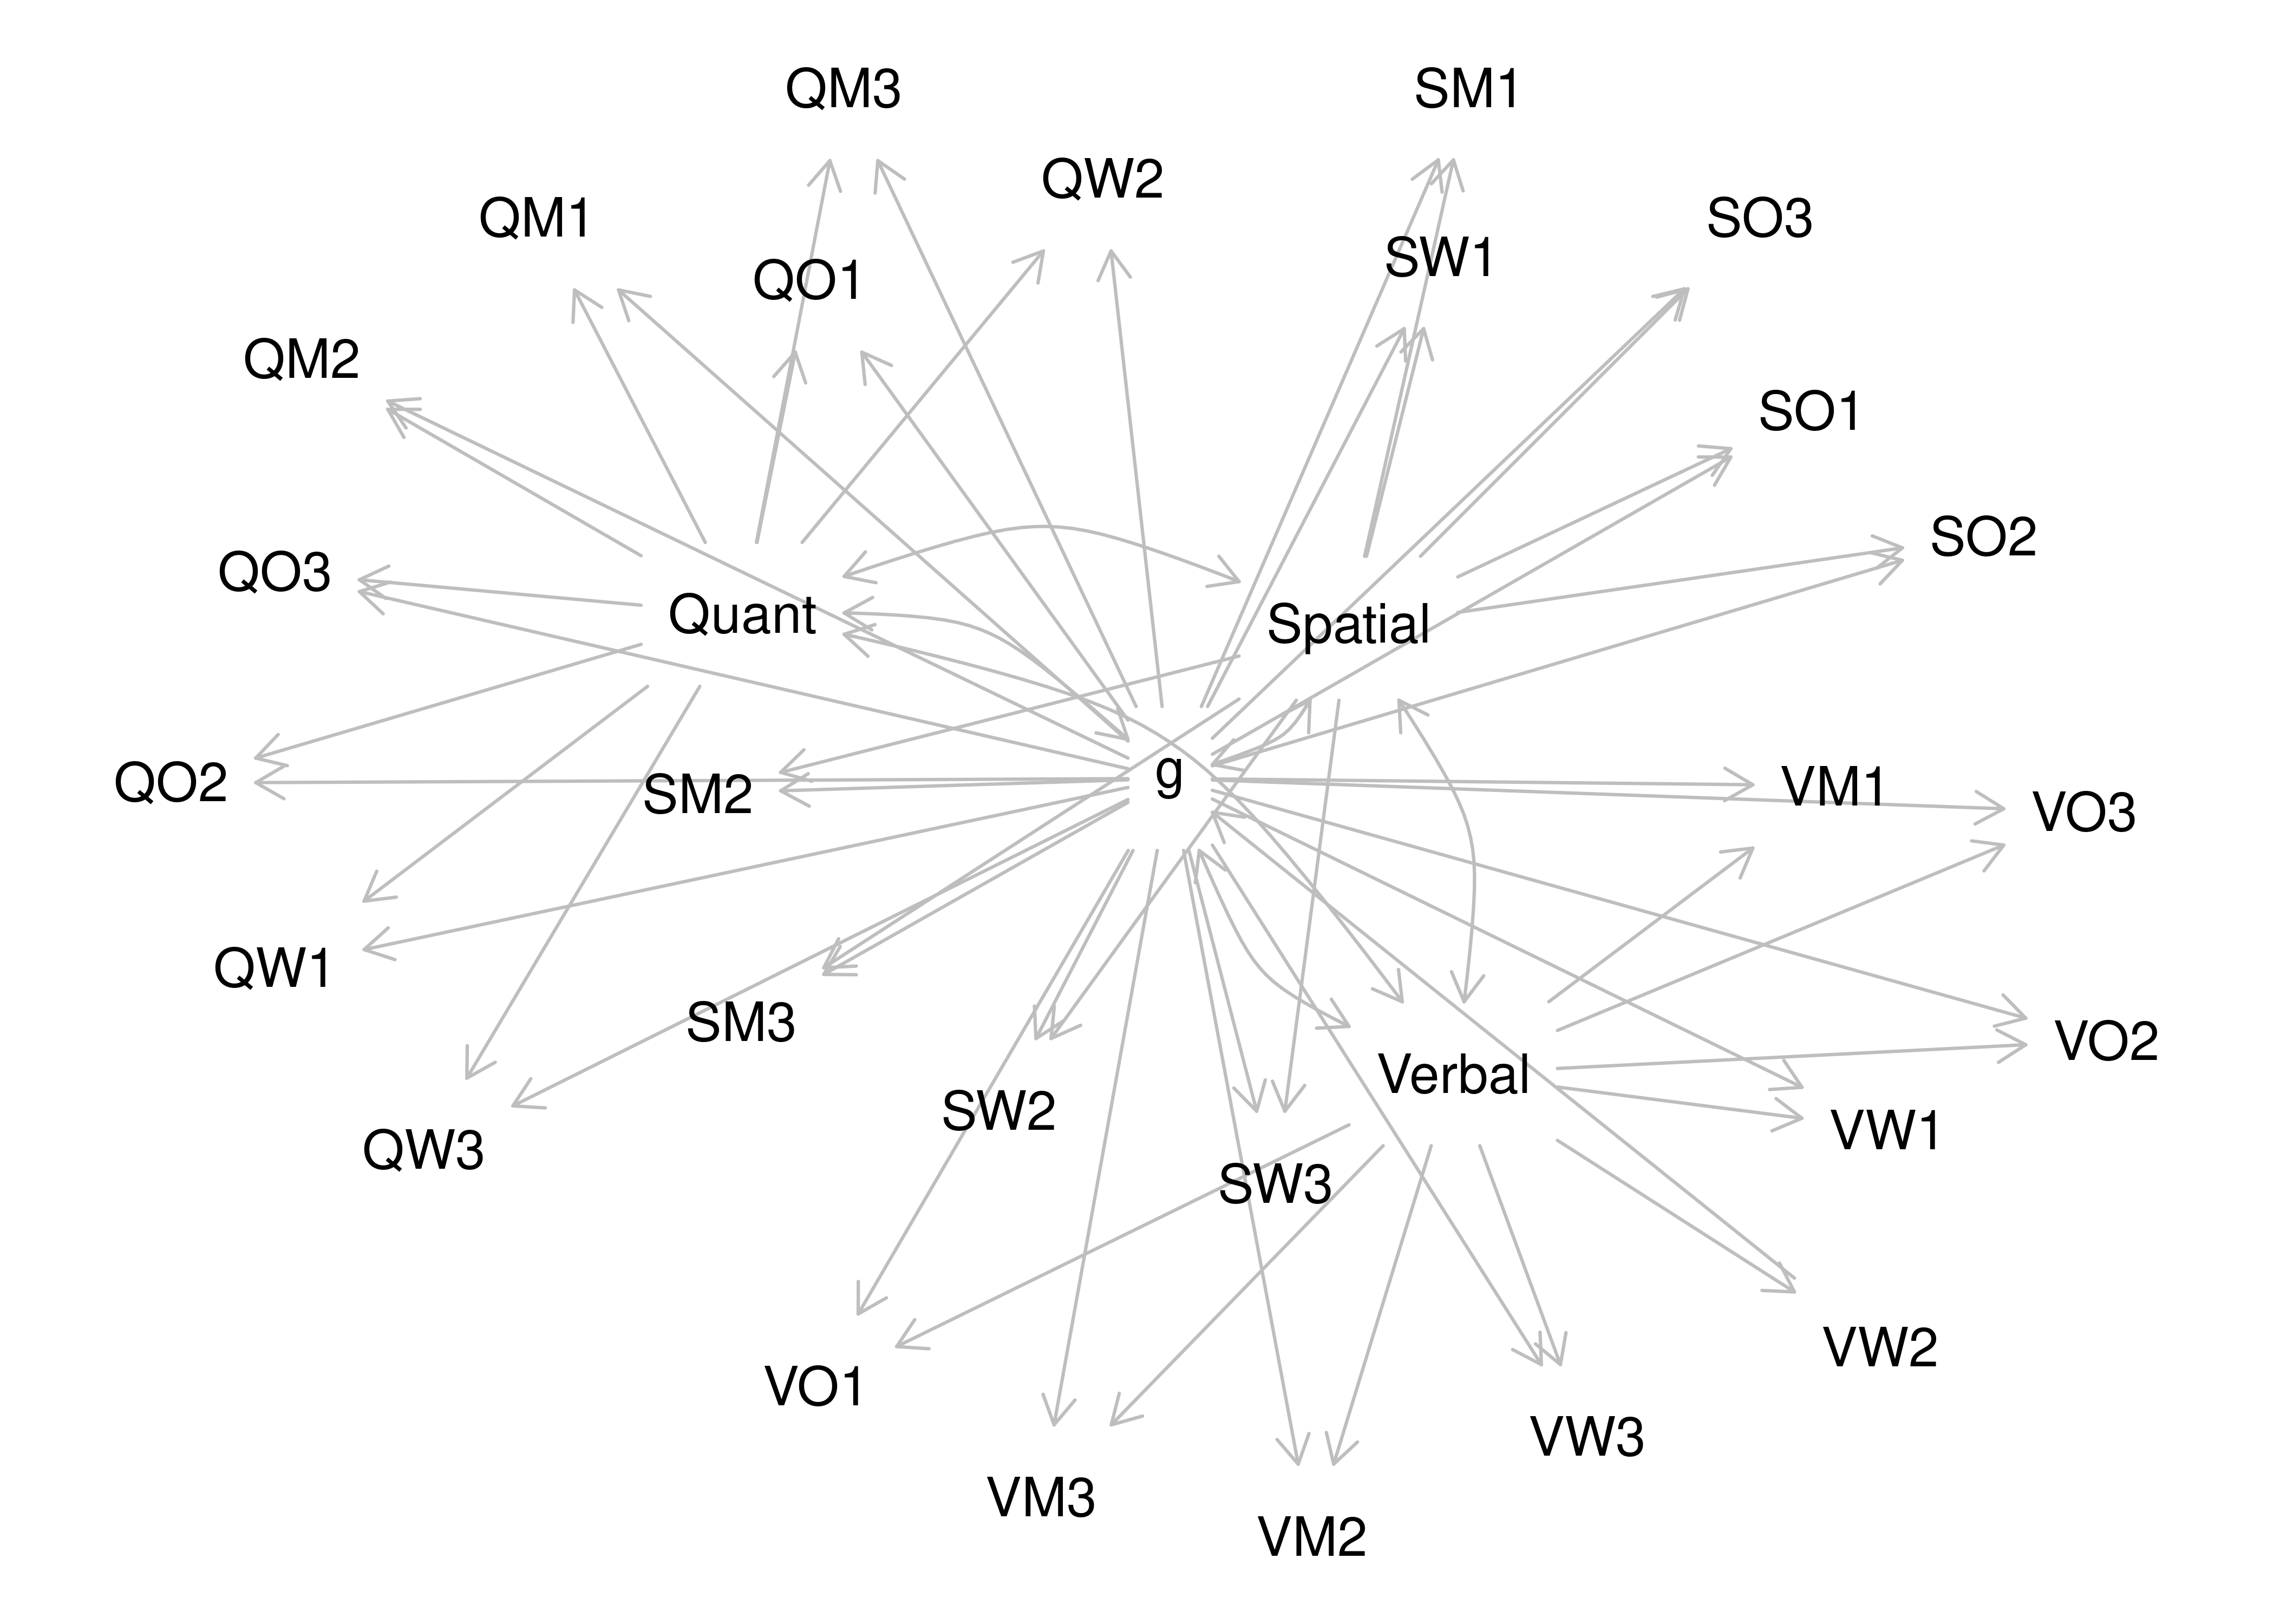 QM3
SM1
QW2
QM1
SO3
SW1
QO1
QM2
SO1
SO2
QO3
Quant
Spatial
g
QO2
SM2
VM1
VO3
QW1
SM3
VO2
Verbal
SW2
VW1
QW3
SW3
VW2
VO1
VW3
VM3
VM2